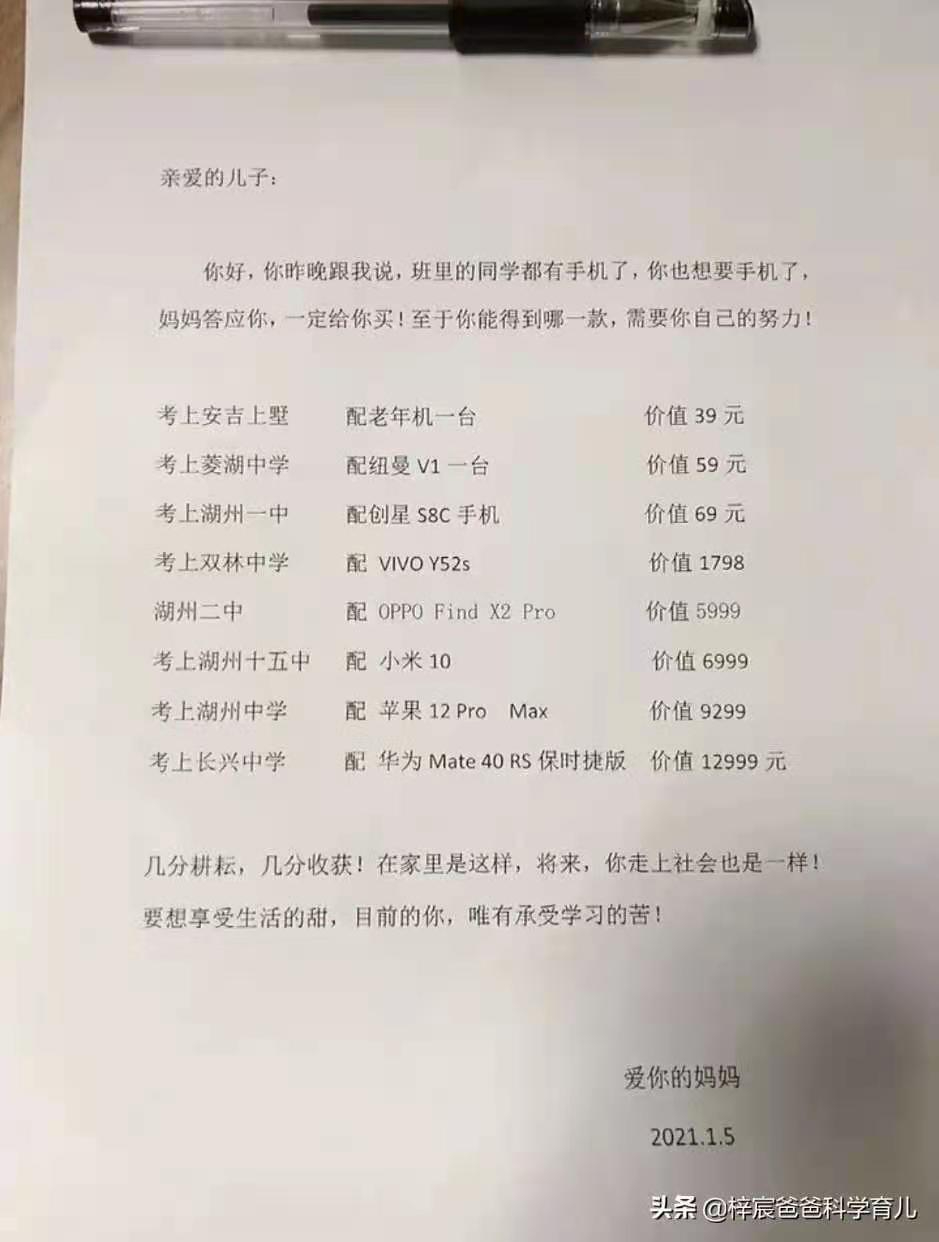 亲爱的儿子：
你好，你昨晚跟我说，班里的同学都有手机了，你也想要手机了，
妈妈答应你，一定给你买！至于你能得到哪一款，需要你自己的努力！
考上安吉上墅 配老年机一台 价值 39 元
考上菱湖中学 配纽曼 V1 一台 价值 59 元
考上湖州一中 配创星 S8C 手机 价值 69 元
考上双林中学 配 VIVO Y52s 价值 1798
湖州二中 配 OPPO Find X2 Pro 价值 5999
考上湖州十五中 配 小米 10 价值 6999
考上湖州中学 配 苹果 12 Pro Max 价值 9299
考上长兴中学 配 华为 Mate 40 RS 保时捷版 价值 12999 元
几分耕耘，几分收获！在家里是这样，将来，你走上社会也是一样！
要想享受生活的甜，目前的你，唯有承受学习的苦！
爱你的妈妈
2021.1.5
头条 @梓宸爸爸科学育儿